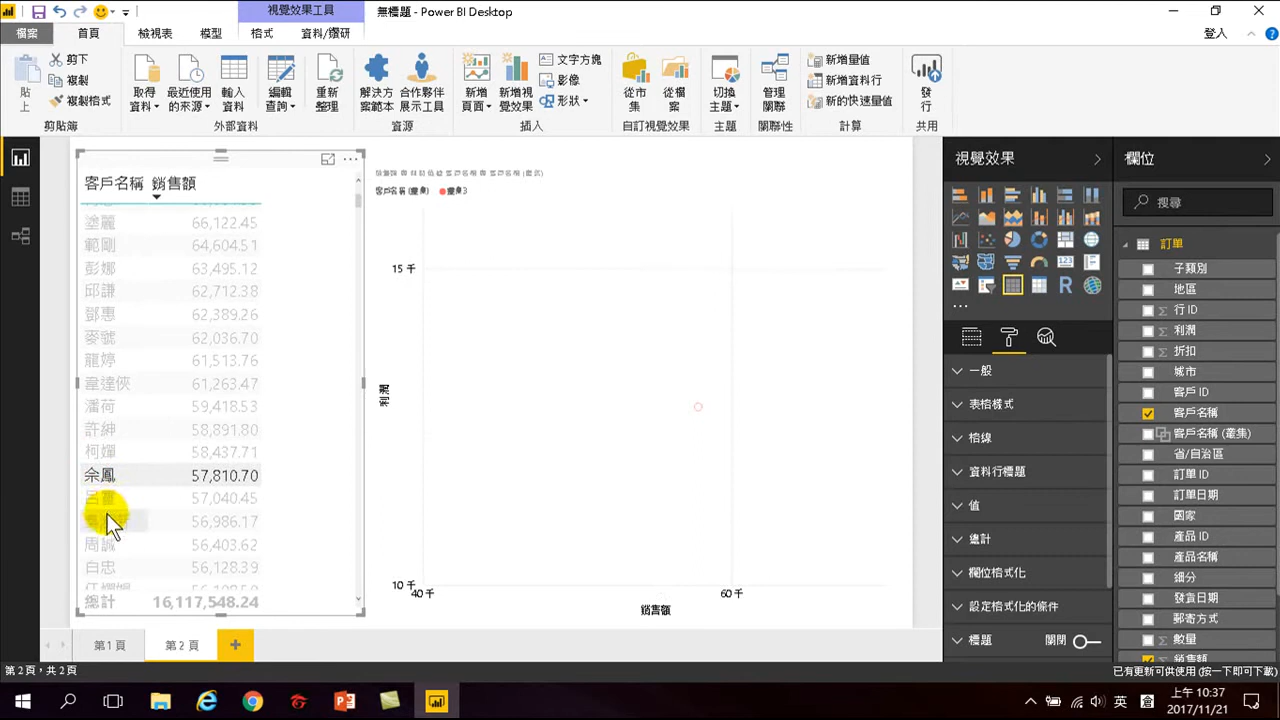 視覺效果工具
無標題 - Power BI Desktop
檔案
首頁
檢視表
模型
格式
資料/鑽研
登入
貼上
剪下
複製
複製格式
剪貼簿
取得資料
最近使用的來源
輸入資料
外部資料
編輯查詢
重新整理
解決方案範本
合作夥伴展示工具
資源
新增頁面
新增視覺效果
文字方塊
影像
形狀
插入
從市集
從檔案
自訂視覺效果
切換主題
主題
管理關聯
關聯性
新增量值
新增資料行
新的快速量值
計算
發行
共用
客戶名稱 銷售額
塗麗 66,122.45
範剛 64,604.51
彭娜 63,495.12
邱謙 62,712.38
鄧惠 62,389.26
麥號 62,036.70
龍婷 61,513.76
韋達俠 61,263.47
潘荷 59,418.53
許紳 58,891.80
柯嬋 58,437.71
佘鳳 57,810.70
呂雷 57,040.45
56,986.17
周誠 56,403.62
白忠 56,128.39
總計 16,117,548.24
客戶名稱 (叢集)
叢集3
15 千
10 千
利潤
40 千
60 千
銷售額
視覺效果
R
123
一般
表格樣式
格線
資料行標題
值
總計
欄位格式化
設定格式化的條件
標題 關閉
欄位
搜尋
訂單
子類別
地區
行 ID
利潤
折扣
城市
客戶 ID
客戶名稱
客戶名稱 (叢集)
省/自治區
訂單 ID
訂單日期
國家
產品 ID
產品名稱
細分
發貨日期
郵寄方式
數量
銷售額
第 1 頁
第 2 頁
第 2 頁，共 2 頁
已有更新可供使用 (按一下即可下載)
英
上午 10:37
2017/11/21